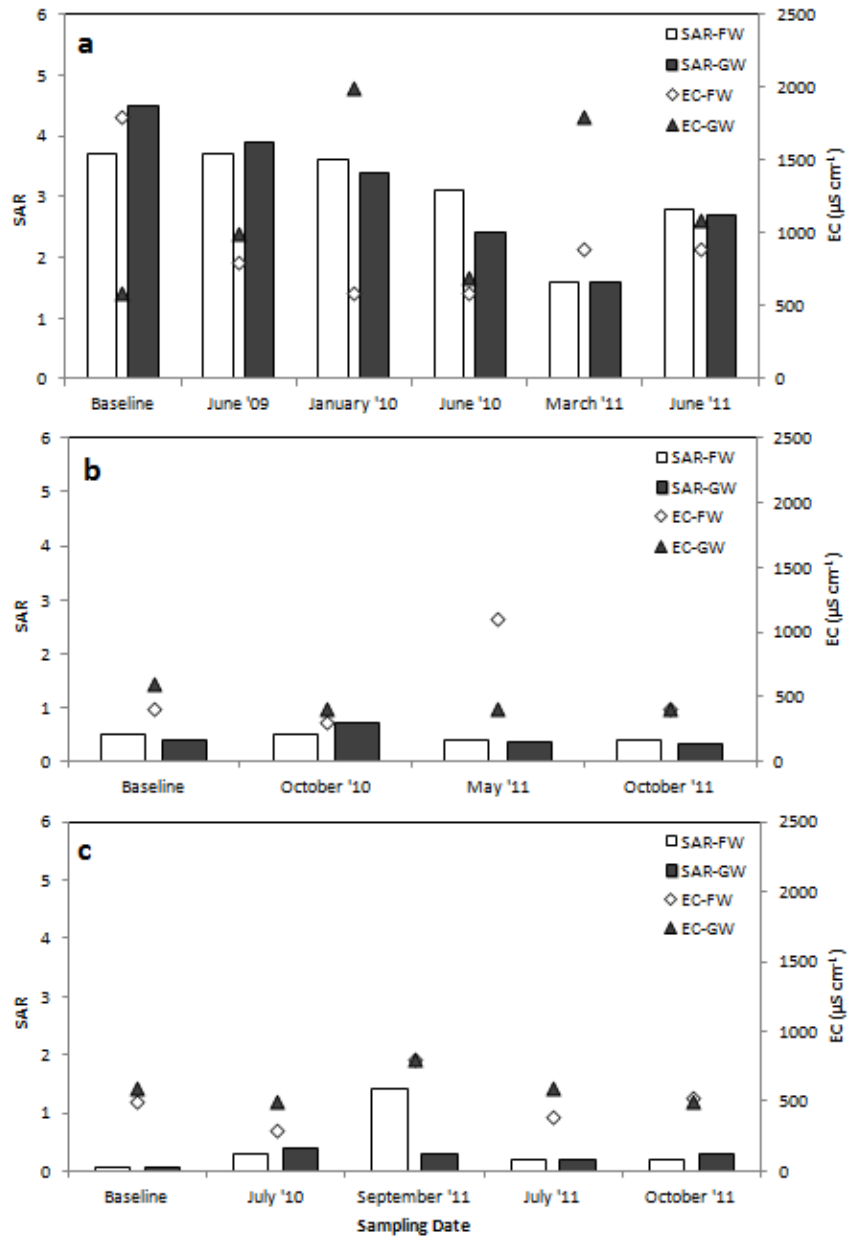 a
SAR-FW
SAR-GW
EC-FW
EC-GW
6
5
4
3
2
1
0
SAR
2500
2000
1500
1000
500
0
EC (µS cm⁻¹)
Baseline June '09 January '10 June '10 March '11 June '11
b
SAR-FW
SAR-GW
EC-FW
EC-GW
6
5
4
3
2
1
0
SAR
2500
2000
1500
1000
500
0
EC (µS cm⁻¹)
Baseline October '10 May '11 October '11
c
SAR-FW
SAR-GW
EC-FW
EC-GW
6
5
4
3
2
1
0
SAR
2500
2000
1500
1000
500
0
EC (µS cm⁻¹)
Baseline July '10 September '11 July '11 October '11
Sampling Date